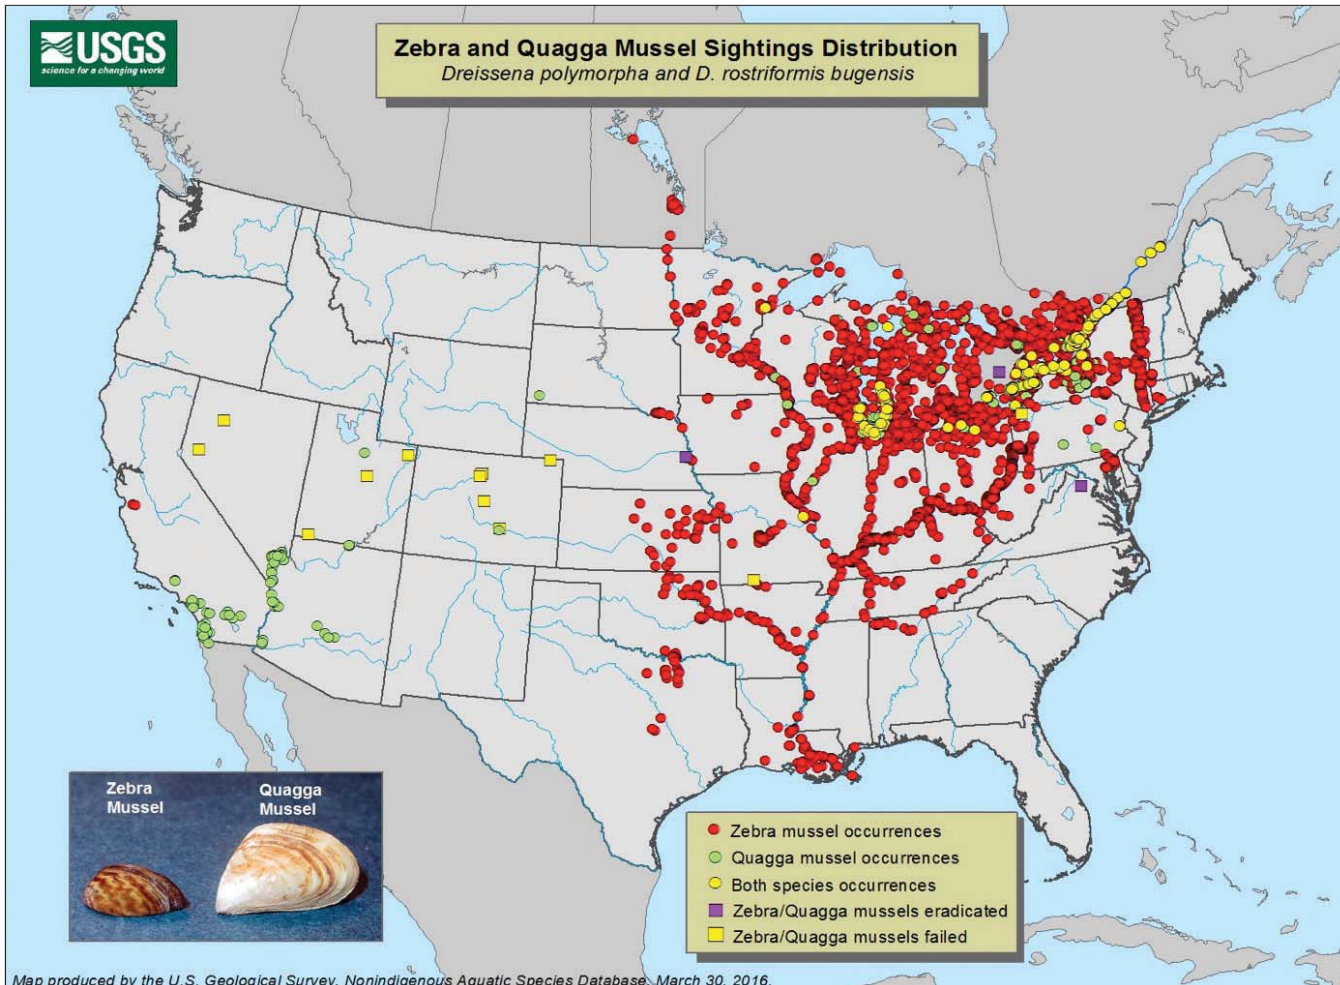 USGS
science for a changing world
Zebra and Quagga Mussel Sightings Distribution
Dreissena polymorpha and D. rostriformis bugensis
Zebra
Mussel
Quagga
Mussel
Zebra mussel occurrences
Quagga mussel occurrences
Both species occurrences
Zebra/Quagga mussels eradicated
Zebra/Quagga mussels failed
Map produced by the U.S. Geological Survey, Nonindigenous Aquatic Species Database, March 30, 2016.